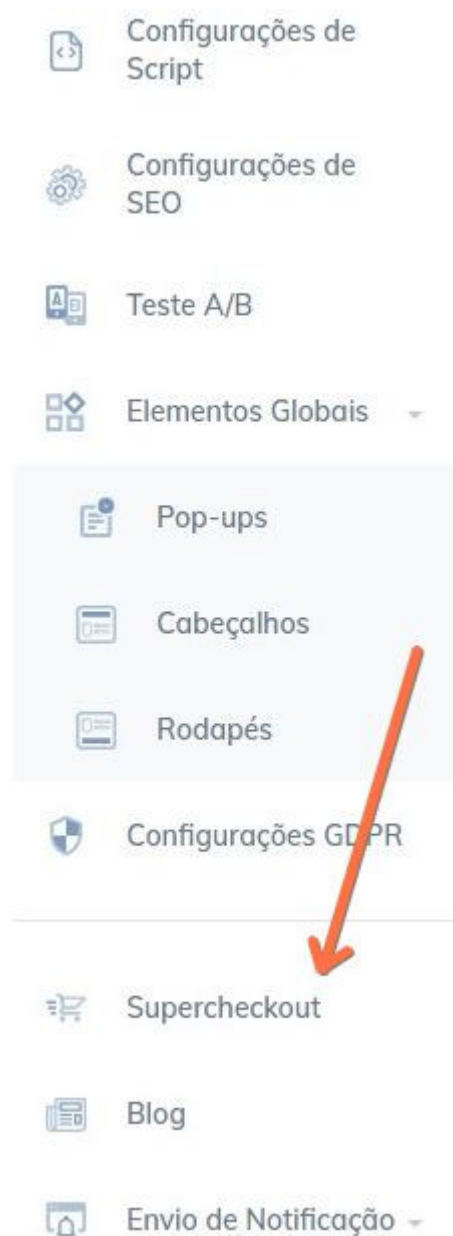 Configurações de
Script
Configurações de
SEO
Teste A/B
Elementos Globais
Pop-ups
Cabeçalhos
Rodapés
Configurações GDPR
Supercheckout
Blog
Envio de Notificação